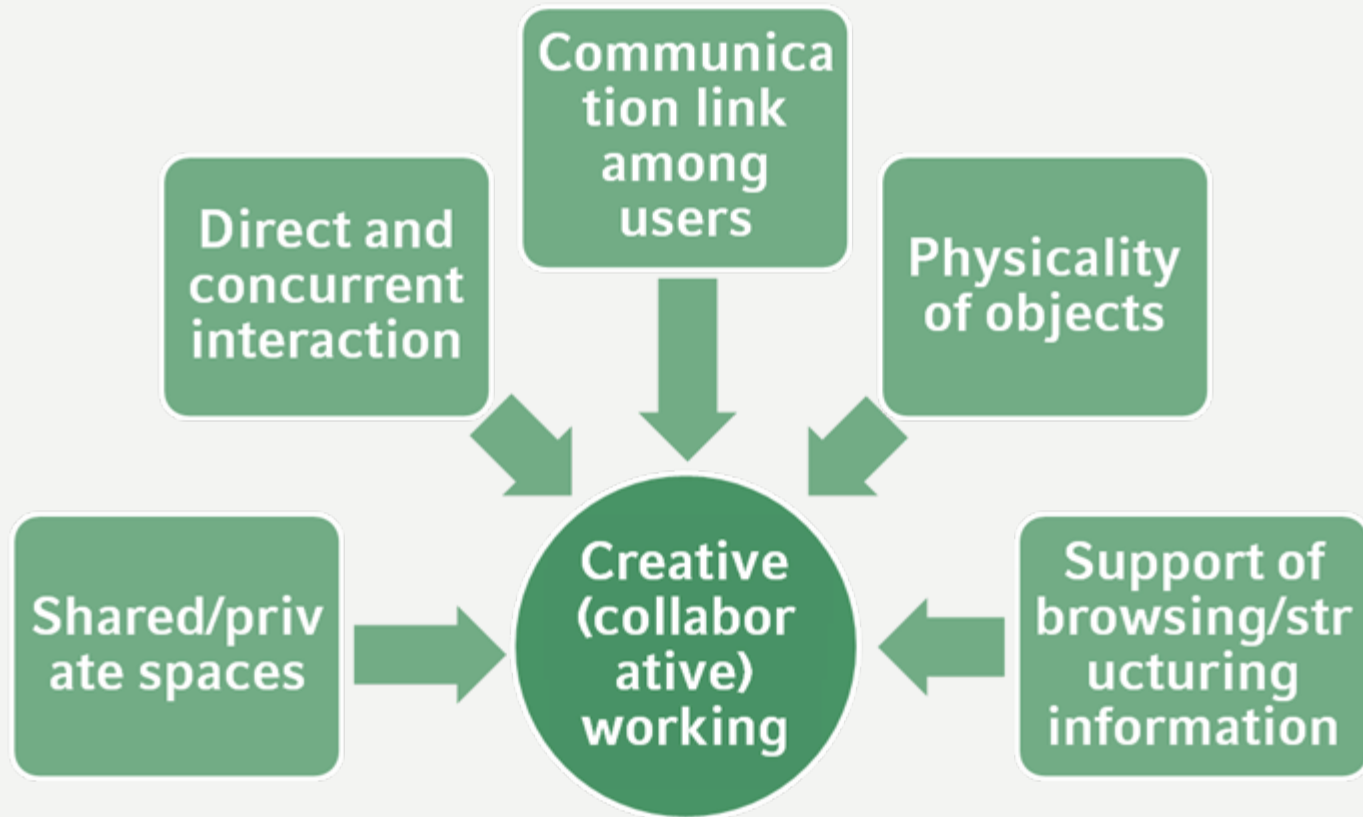 Communica
tion link
among
users
Direct and
concurrent
interaction
Physicality
of objects
Shared/priv
ate spaces
Creative
(collabor
ative)
working
Support of
browsing/str
ucturing
information